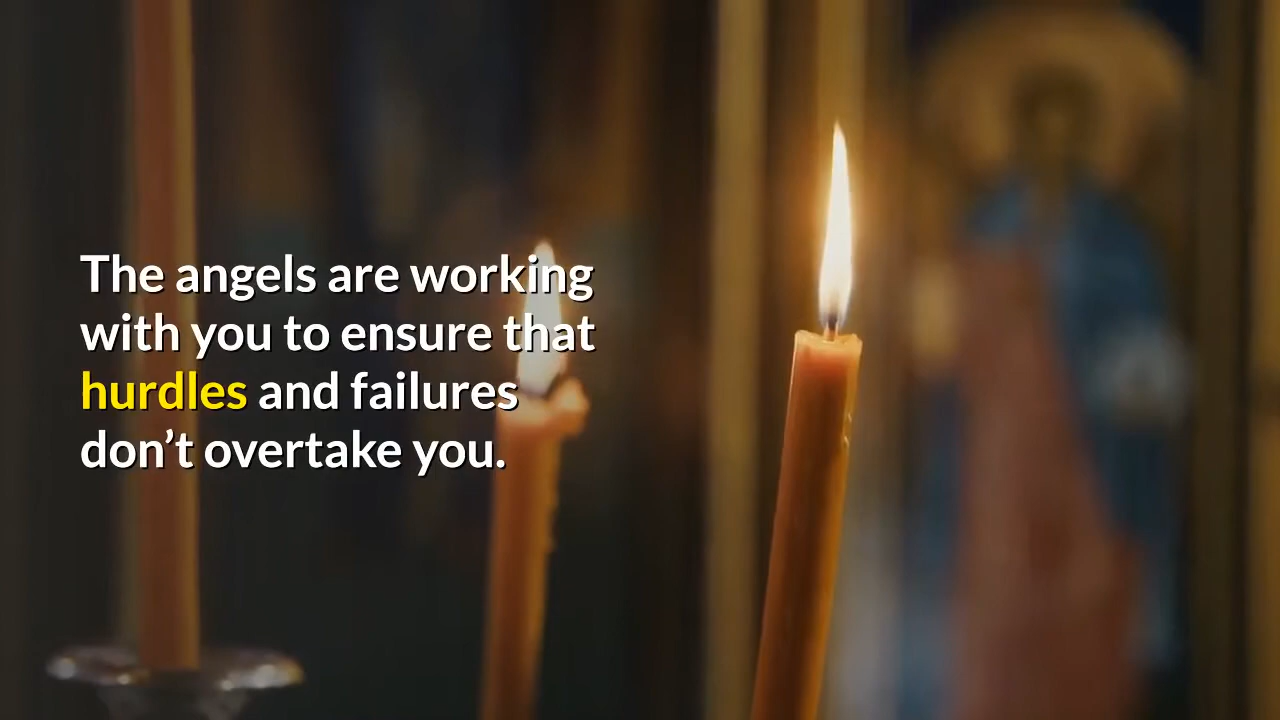 The angels are working
with you to ensure that
hurdles and failures
don’t overtake you.